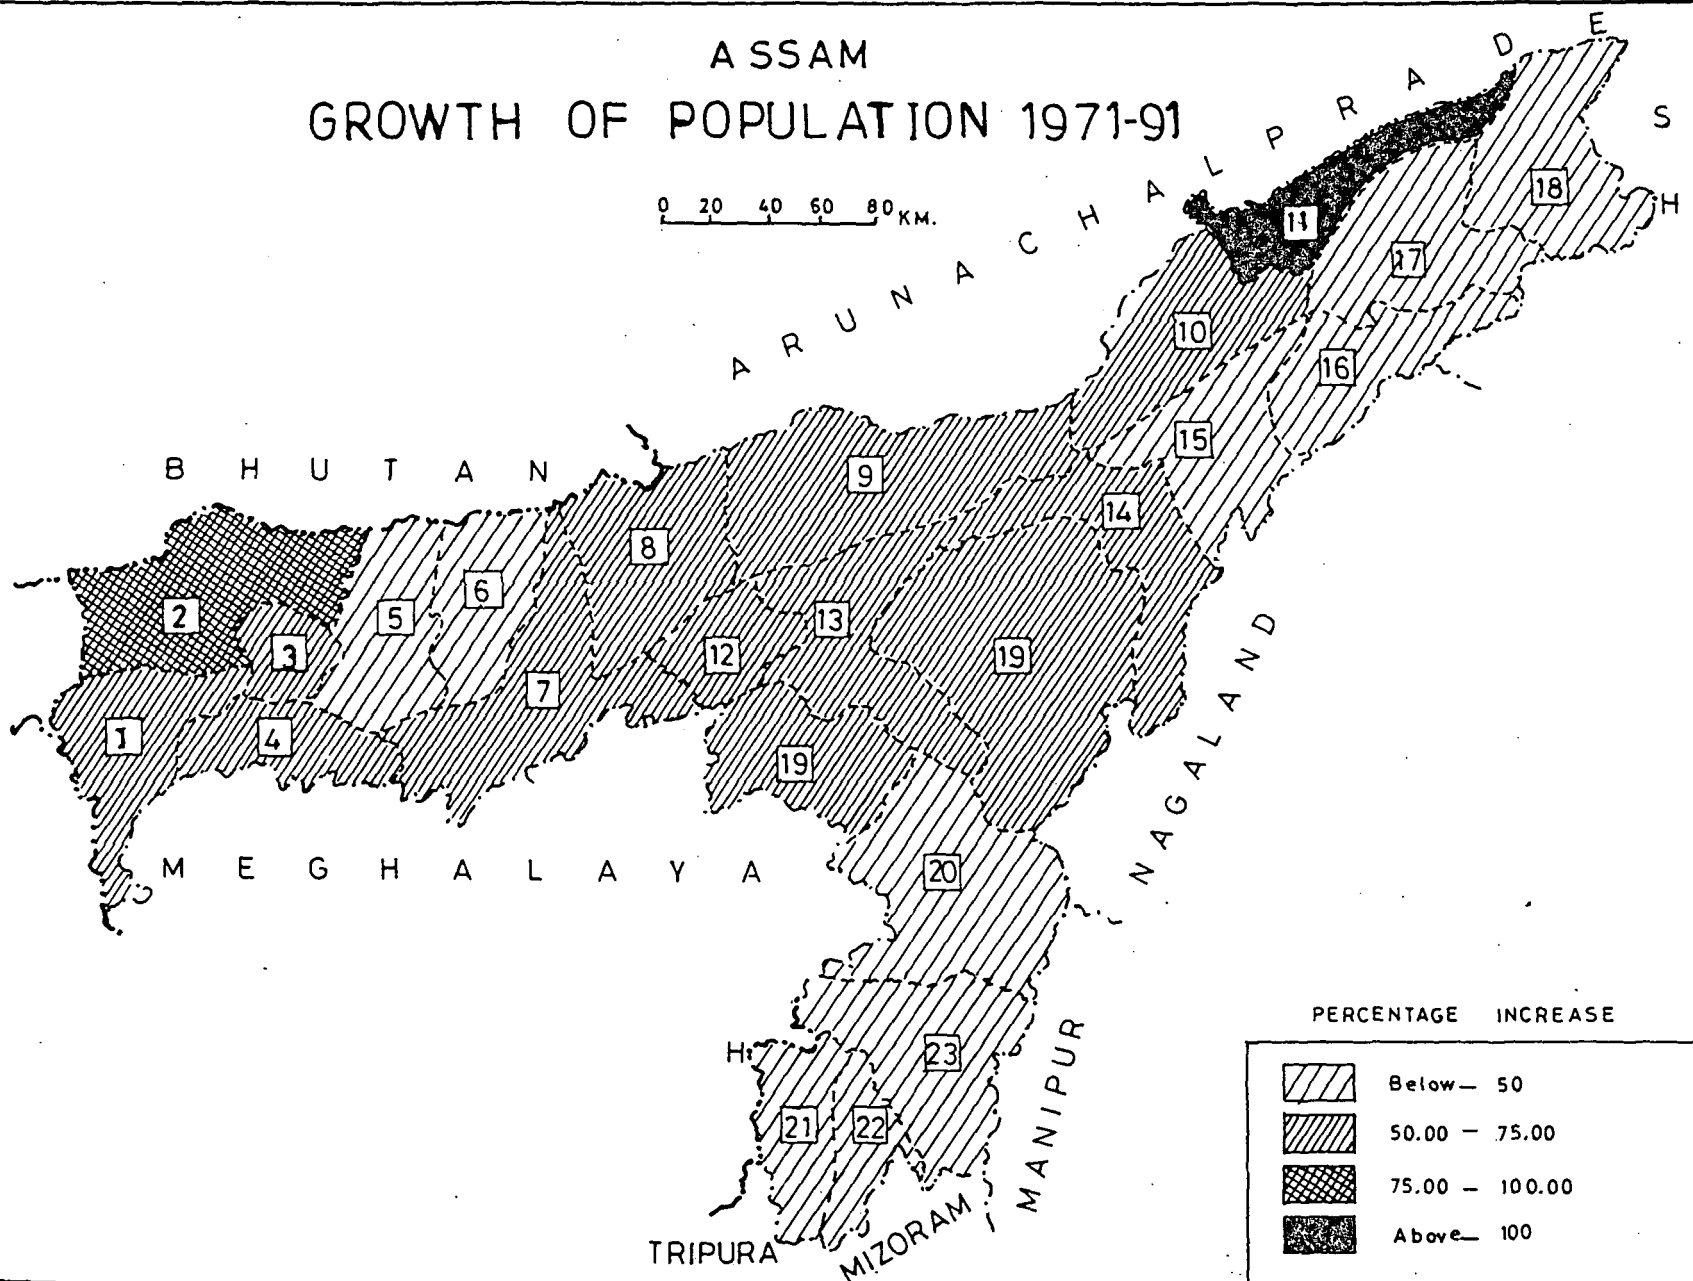 ASSAM
GROWTH OF POPULATION 1971-91
0 20 40 60 80 KM.
ARUNACHAL PRADESH
BHUTAN
MEGHALAYA
NAGALAND
MANIPUR
MIZORAM
TRIPURA
H
11
18
17
10
16
15
9
14
8
6
5
2
13
3
12
19
7
1
4
19
20
23
21
22
PERCENTAGE INCREASE
Below— 50
50.00 — 75.00
75.00 — 100.00
Above— 100